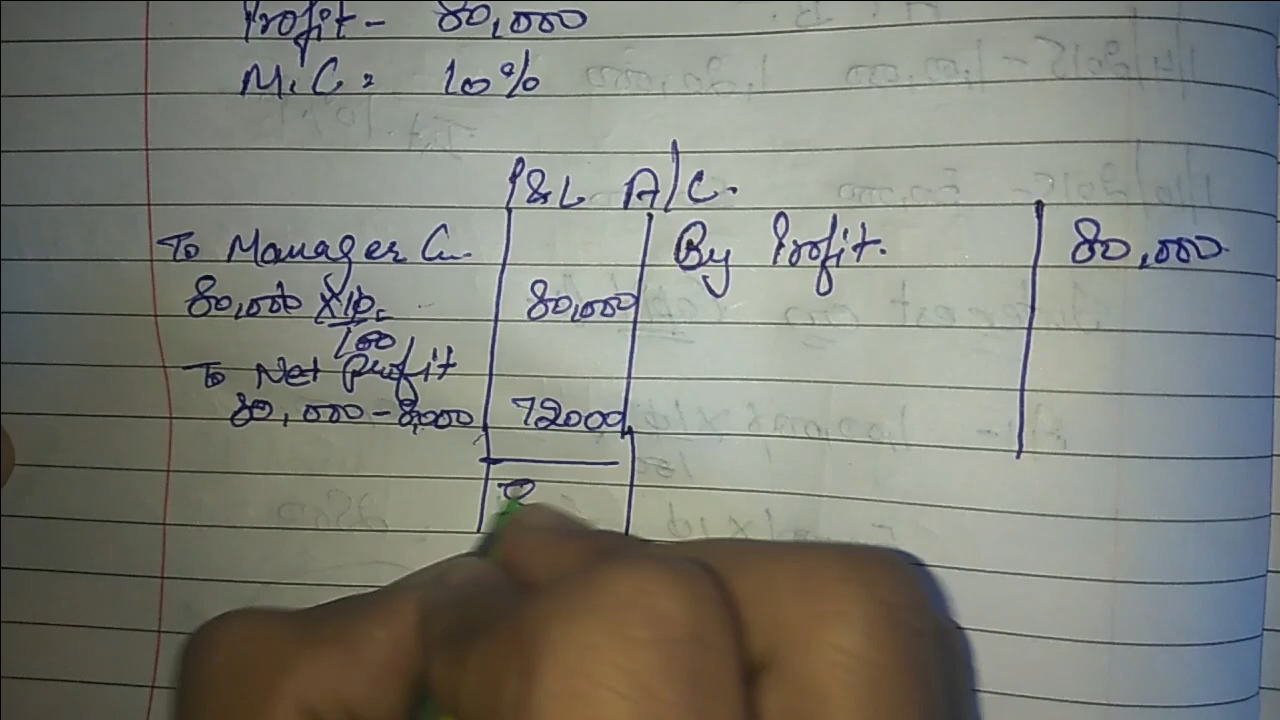 Profit - 80,000
M.C = 10%
P&L A/C.
To Manager C. By Profit. 80,000
80,000 x 10 = 80,000
100
To Net Profit
80,000 - 8,000 72000